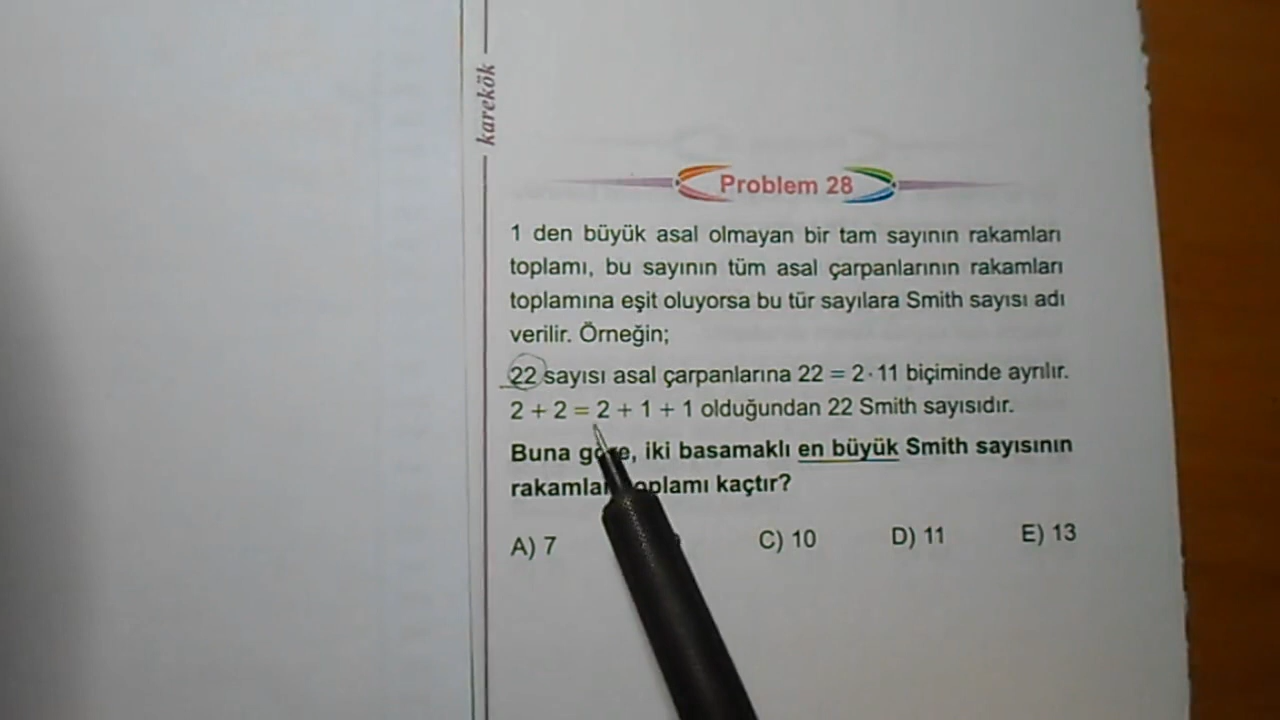 karekök
Problem 28
1 den büyük asal olmayan bir tam sayının rakamları
toplamı, bu sayının tüm asal çarpanlarının rakamları
toplamına eşit oluyorsa bu tür sayılara Smith sayısı adı
verilir. Örneğin;
22 sayısı asal çarpanlarına 22 = 2·11 biçiminde ayrılır.
2 + 2 = 2 + 1 + 1 olduğundan 22 Smith sayısıdır.
Buna göre, iki basamaklı en büyük Smith sayısının
rakamları toplamı kaçtır?
A) 7 C) 10 D) 11 E) 13